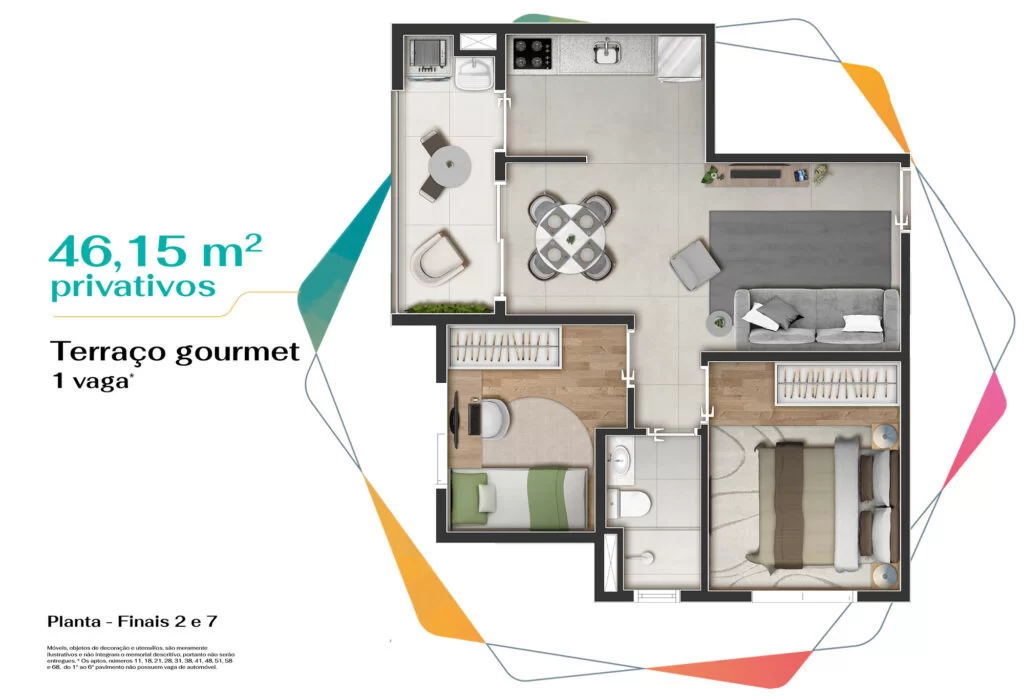 46,15 m²
privativos
Terraço gourmet
1 vaga*
Planta - Finais 2 e 7
Móveis, objetos de decoração e utensílios, são meramente
ilustrativos e não integram o memorial descritivo, portanto não serão
entregues. * Os aptos. números 11, 18, 21, 28, 31, 38, 41, 48, 51, 58
e 68, do 1° ao 6° pavimento não possuem vaga de automóvel.